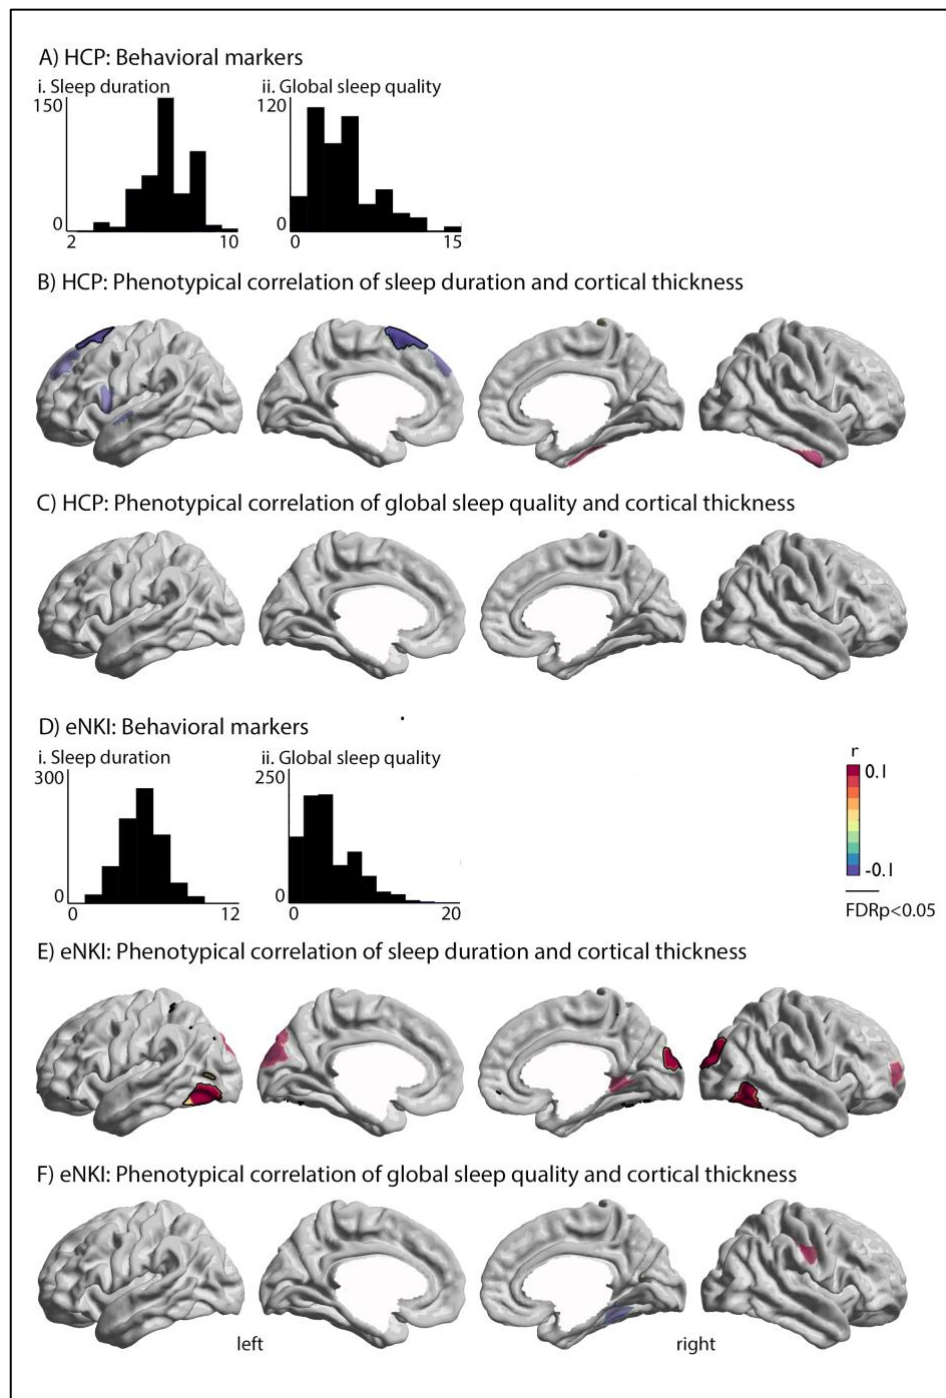 A) HCP: Behavioral markers
i. Sleep duration
ii. Global sleep quality
150
120
0
0
2
10
0
15
B) HCP: Phenotypical correlation of sleep duration and cortical thickness
C) HCP: Phenotypical correlation of global sleep quality and cortical thickness
D) eNKI: Behavioral markers
i. Sleep duration
ii. Global sleep quality
300
250
0
0
0
12
0
20
r
0.1
-0.1
FDRp<0.05
E) eNKI: Phenotypical correlation of sleep duration and cortical thickness
F) eNKI: Phenotypical correlation of global sleep quality and cortical thickness
left
right